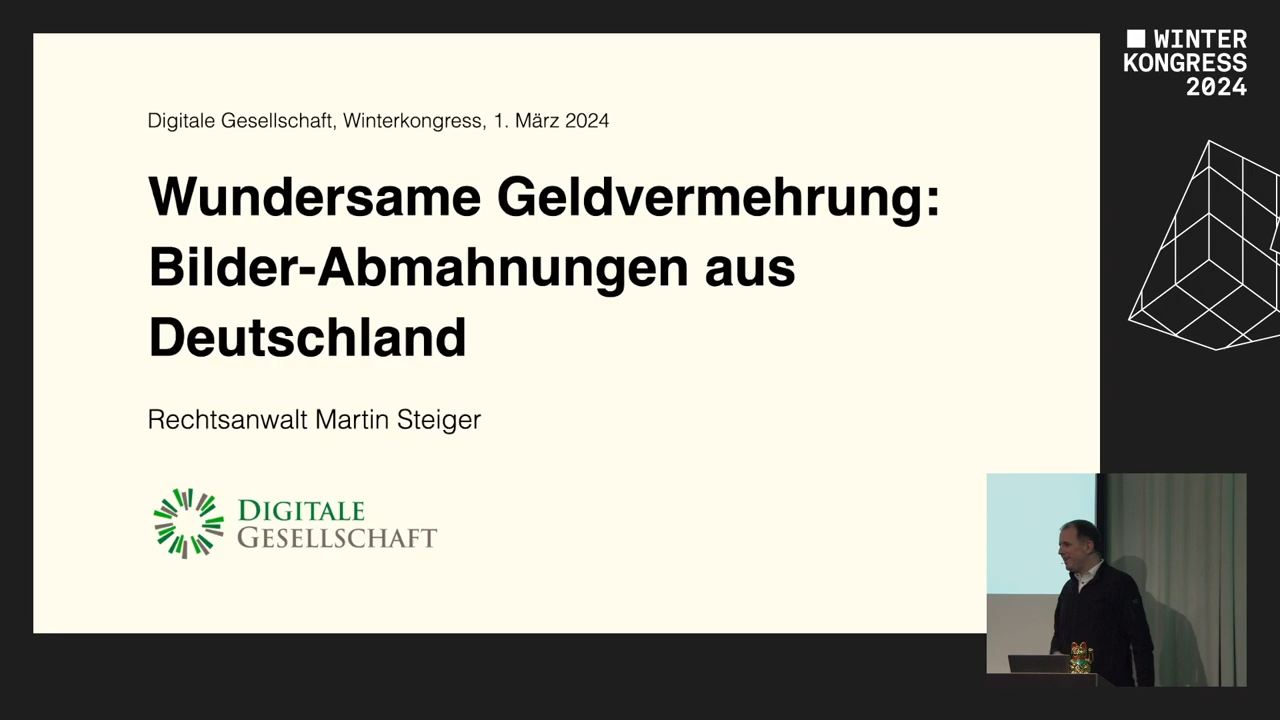 WINTER
KONGRESS
2024
Digitale Gesellschaft, Winterkongress, 1. März 2024
Wundersame Geldvermehrung:
Bilder-Abmahnungen aus
Deutschland
Rechtsanwalt Martin Steiger
DIGITALE
GESELLSCHAFT